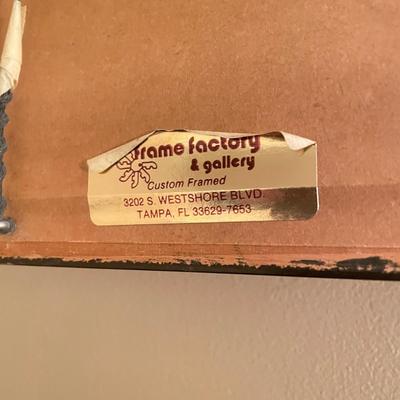 frame factory
& gallery
Custom Framed
3202 S. WESTSHORE BLVD.
TAMPA, FL 33629-7653